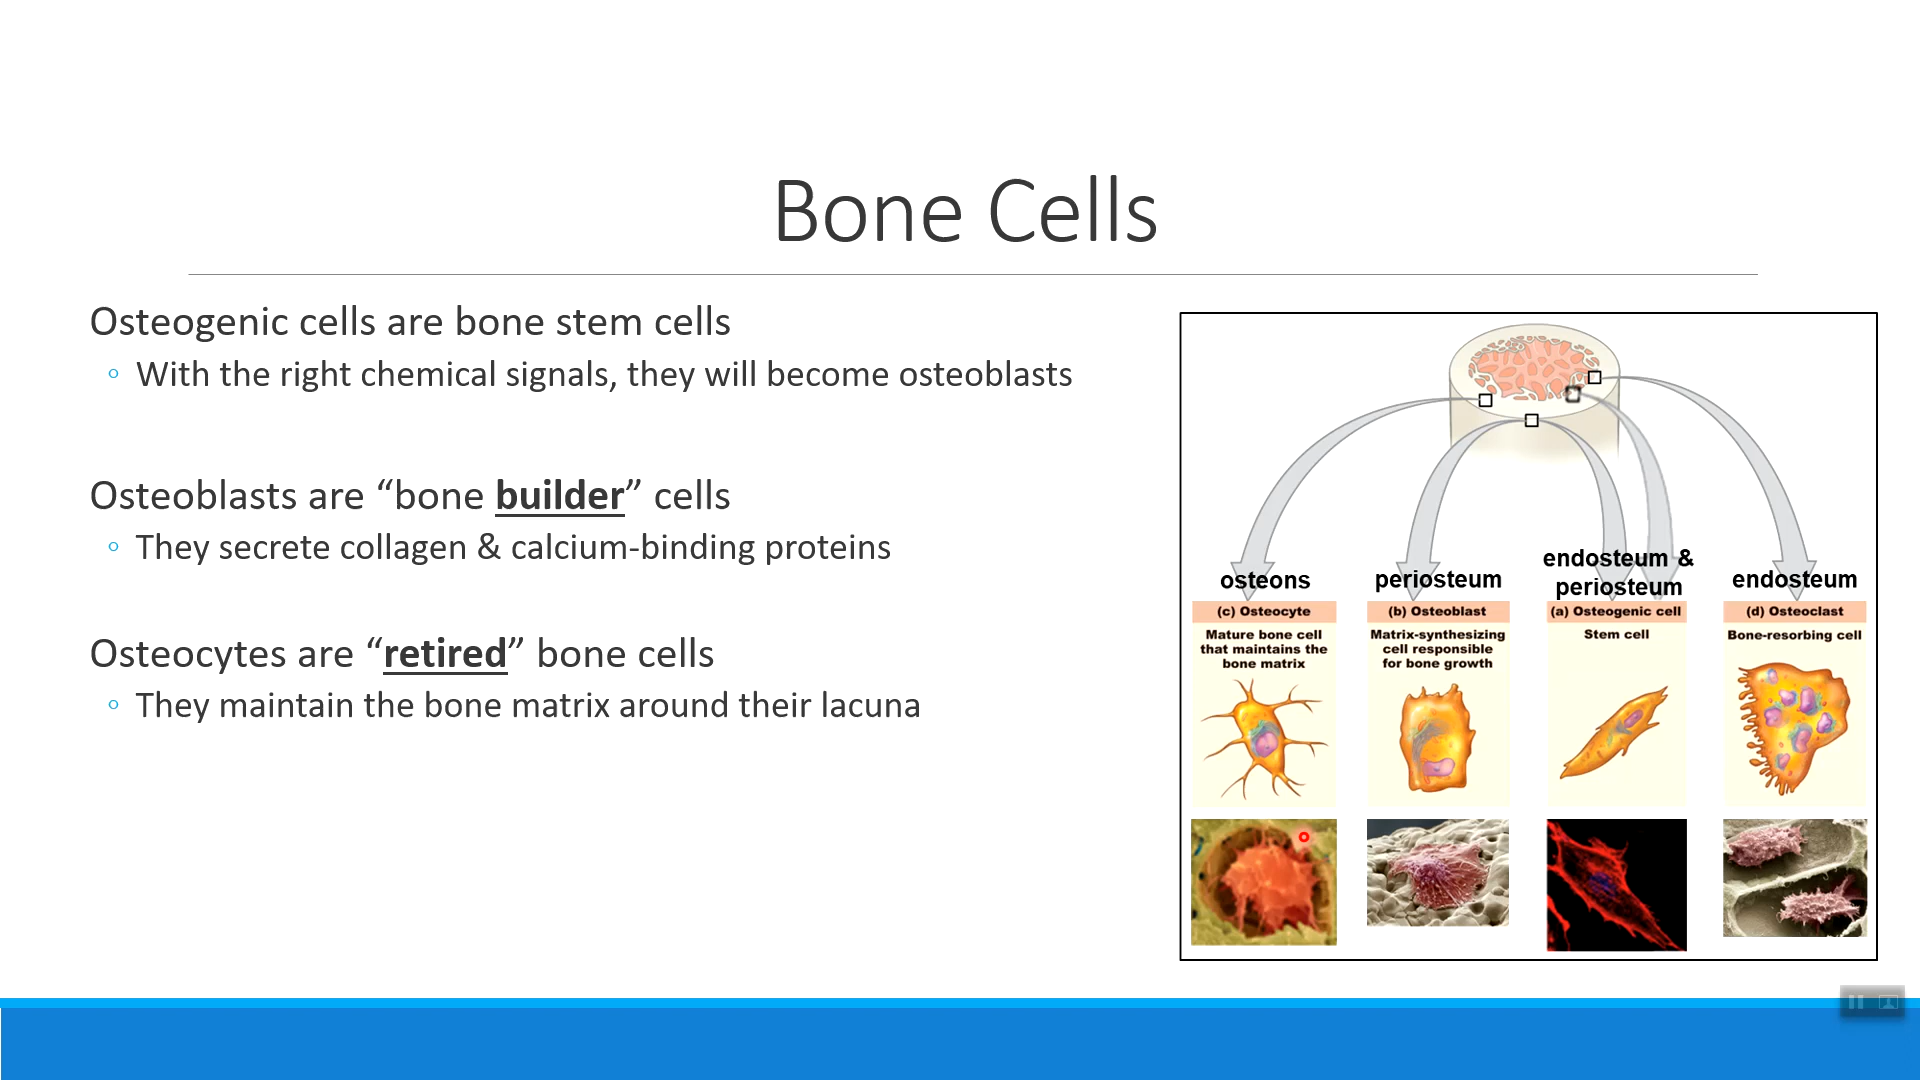 Bone Cells
Osteogenic cells are bone stem cells
◦ With the right chemical signals, they will become osteoblasts
Osteoblasts are “bone builder” cells
◦ They secrete collagen & calcium-binding proteins
Osteocytes are “retired” bone cells
◦ They maintain the bone matrix around their lacuna
osteons
(c) Osteocyte
Mature bone cell
that maintains the
bone matrix
periosteum
(b) Osteoblast
Matrix-synthesizing
cell responsible
for bone growth
endosteum &
periosteum
(a) Osteogenic cell
Stem cell
endosteum
(d) Osteoclast
Bone-resorbing cell